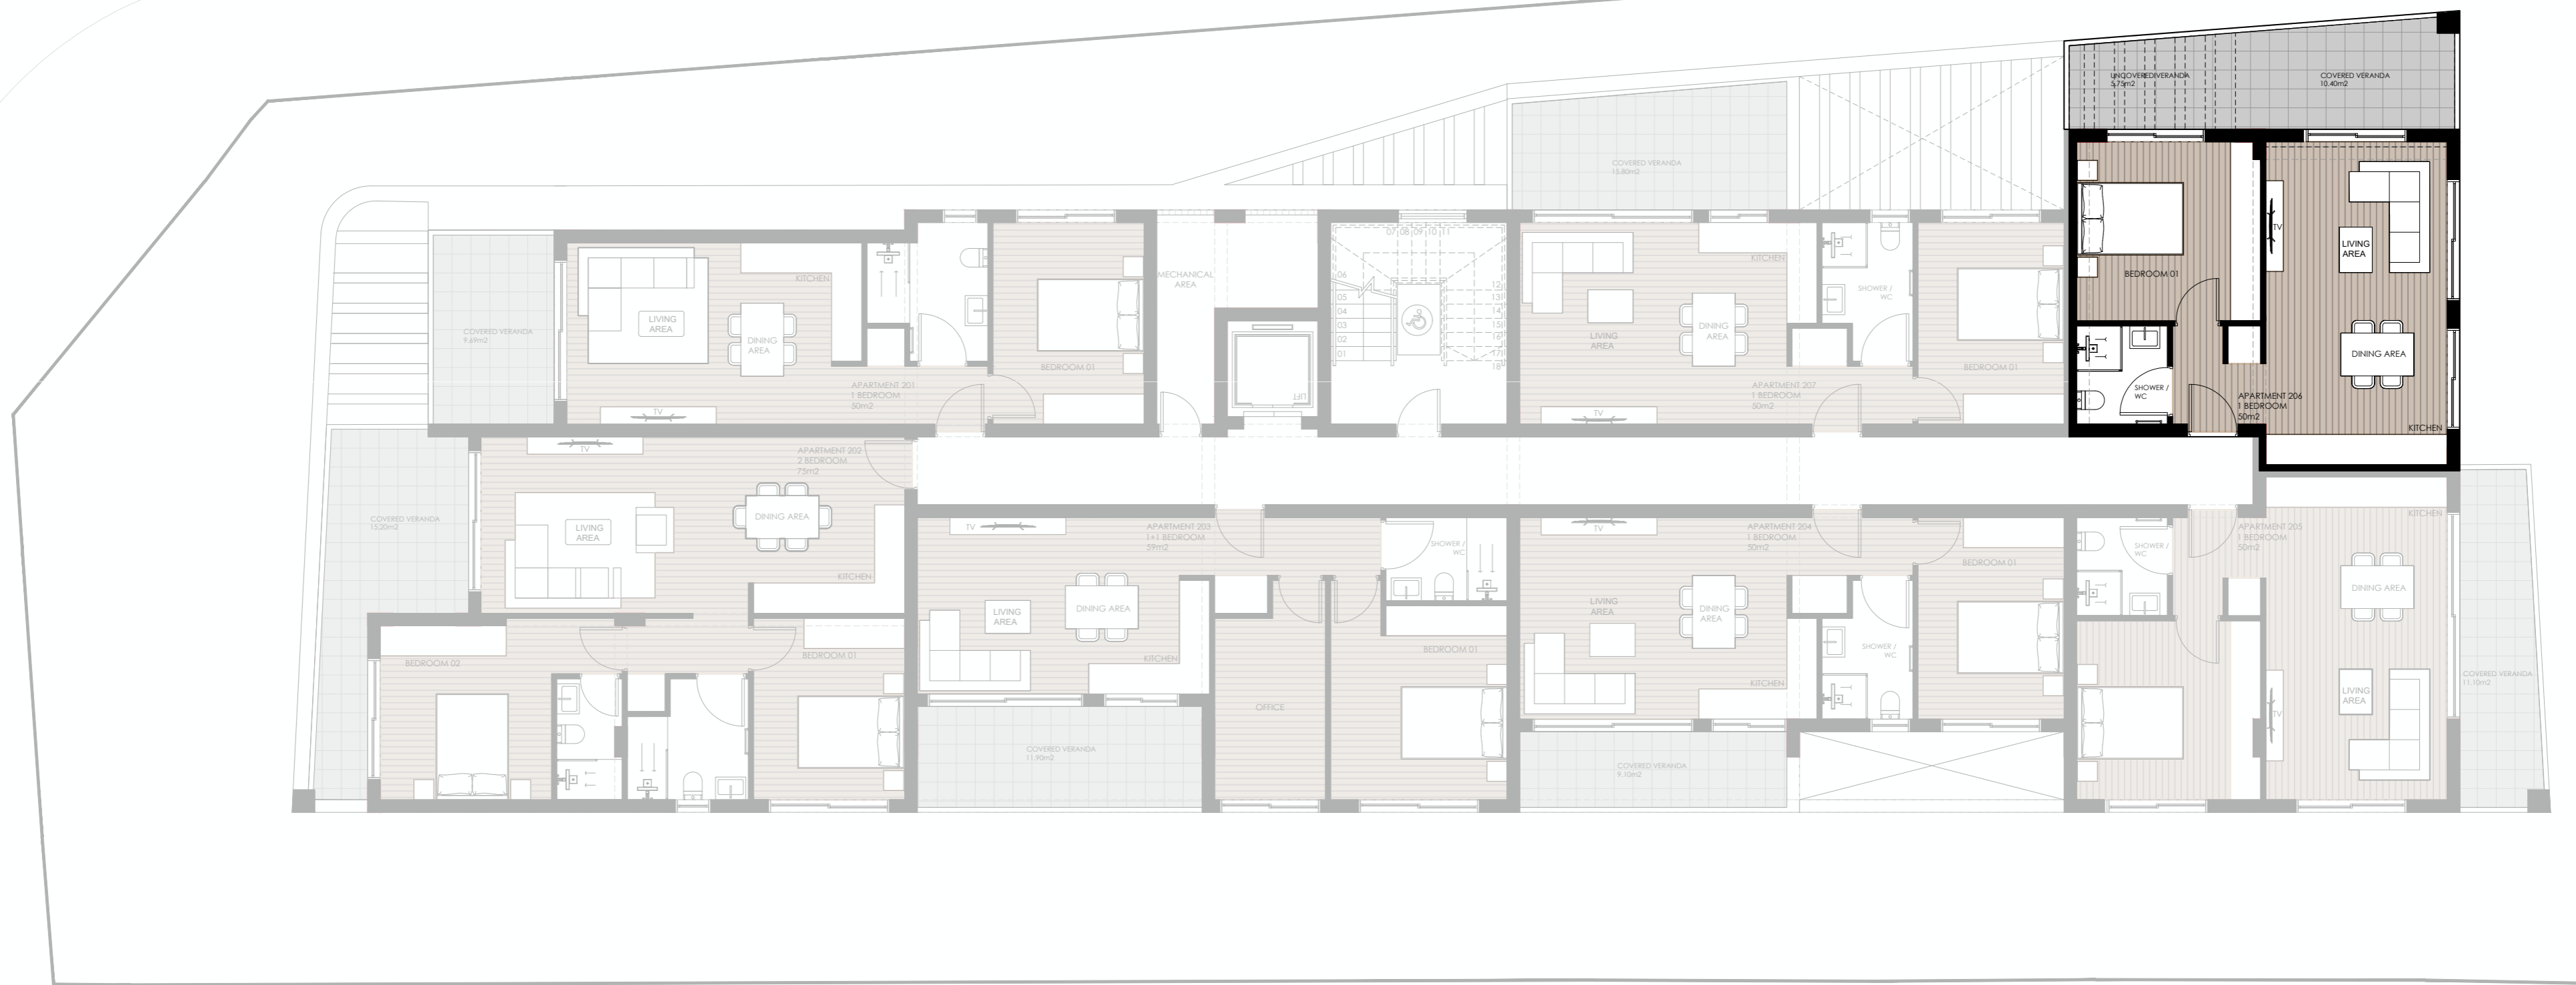 UNCOVERED VERANDA
5.75m2
COVERED VERANDA
10.40m2
BEDROOM 01
TV
LIVING
AREA
DINING AREA
SHOWER /
WC
APARTMENT 206
1 BEDROOM
50m2
KITCHEN
COVERED VERANDA
9.69m2
LIVING
AREA
KITCHEN
DINING
AREA
TV
APARTMENT 201
1 BEDROOM
50m2
BEDROOM 01
MECHANICAL
AREA
LIFT
07 08 09 10 11
06
05
04
03
02
01
12
13
14
15
16
17
18
COVERED VERANDA
15.80m2
KITCHEN
LIVING
AREA
DINING
AREA
TV
APARTMENT 207
1 BEDROOM
50m2
SHOWER /
WC
BEDROOM 01
COVERED VERANDA
15.20m2
TV
LIVING
AREA
DINING AREA
APARTMENT 202
2 BEDROOM
75m2
KITCHEN
BEDROOM 02
BEDROOM 01
TV
APARTMENT 203
1+1 BEDROOM
59m2
LIVING
AREA
DINING AREA
KITCHEN
SHOWER /
WC
OFFICE
BEDROOM 01
COVERED VERANDA
11.90m2
TV
APARTMENT 204
1 BEDROOM
50m2
LIVING
AREA
DINING
AREA
KITCHEN
SHOWER /
WC
BEDROOM 01
COVERED VERANDA
9.10m2
SHOWER /
WC
APARTMENT 205
1 BEDROOM
50m2
KITCHEN
DINING AREA
LIVING
AREA
TV
COVERED VERANDA
11.10m2